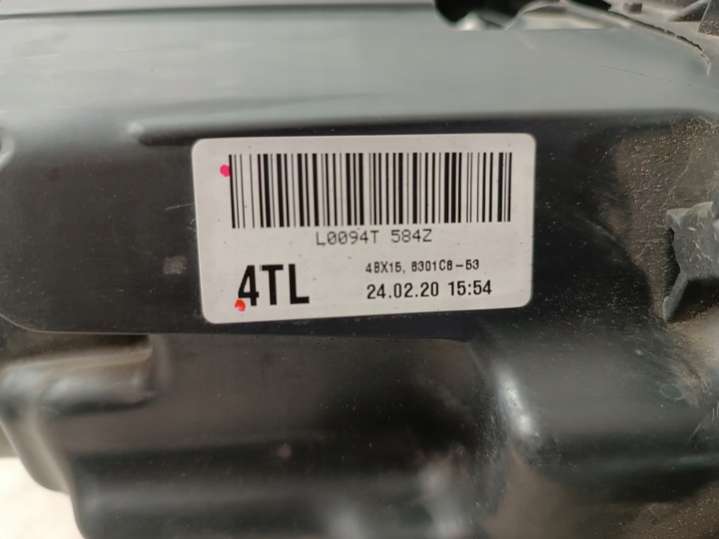 L0094T 584Z
4BX15, 8301C8-53
4TL
24.02.20 15:54